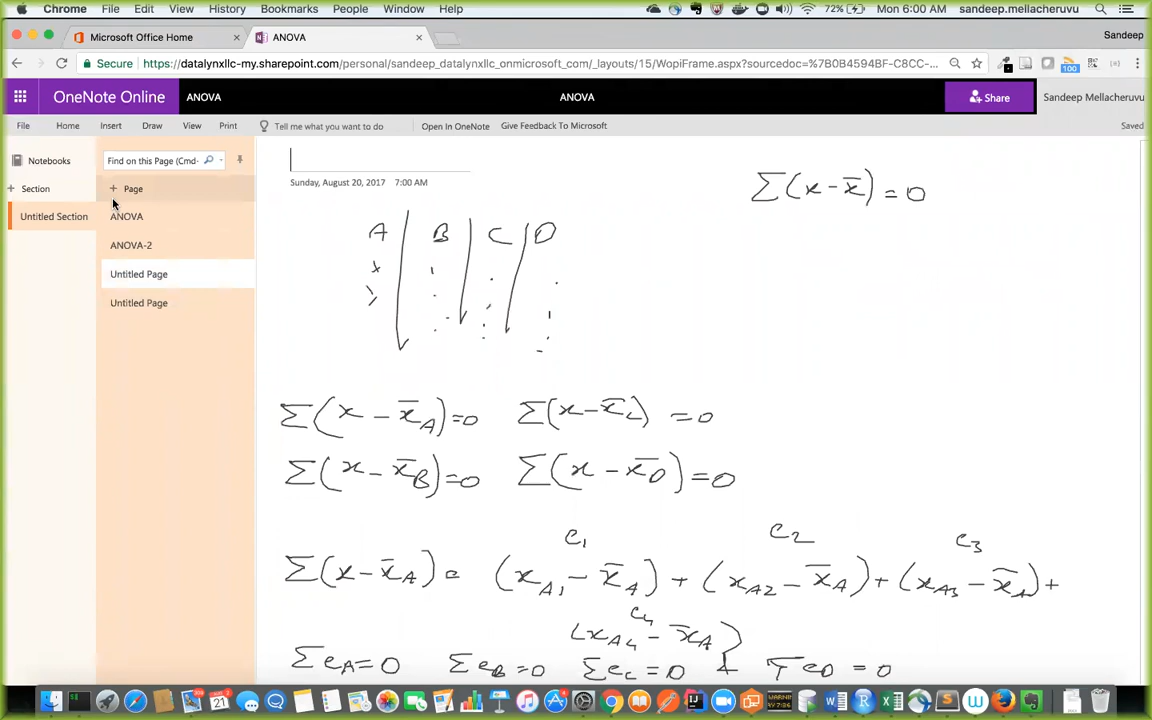 Chrome File Edit View History Bookmarks People Window Help 72% Mon 6:00 AM sandeep.mellacheruvu
Microsoft Office Home × ANOVA × Sandeep
Secure https://datalynxllc-my.sharepoint.com/personal/sandeep_datalynxllc_onmicrosoft_com/_layouts/15/WopiFrame.aspx?sourcedoc=%7B0B4594BF-C8CC-... 100
OneNote Online ANOVA ANOVA Share Sandeep Mellacheruvu
File Home Insert Draw View Print Tell me what you want to do Open In OneNote Give Feedback To Microsoft Saved
Notebooks Find on this Page (Cmd-
+ Section + Page
Untitled Section ANOVA
ANOVA-2
Untitled Page
Untitled Page
Sunday, August 20, 2017 7:00 AM
Σ(x-x̄) = 0
A B C D
Σ(x - x̄A)=0 Σ(x-x̄C) = 0
Σ(x - x̄B)=0 Σ(x - x̄D)=0
e1 e2 e3
Σ(x-x̄A) = (xA1 - x̄A) + (xA2 - x̄A) + (xA3 - x̄A) +
e4
(xA4 - x̄A)
ΣeA=0 ΣeB=0 ΣeC=0 & ΣeD=0